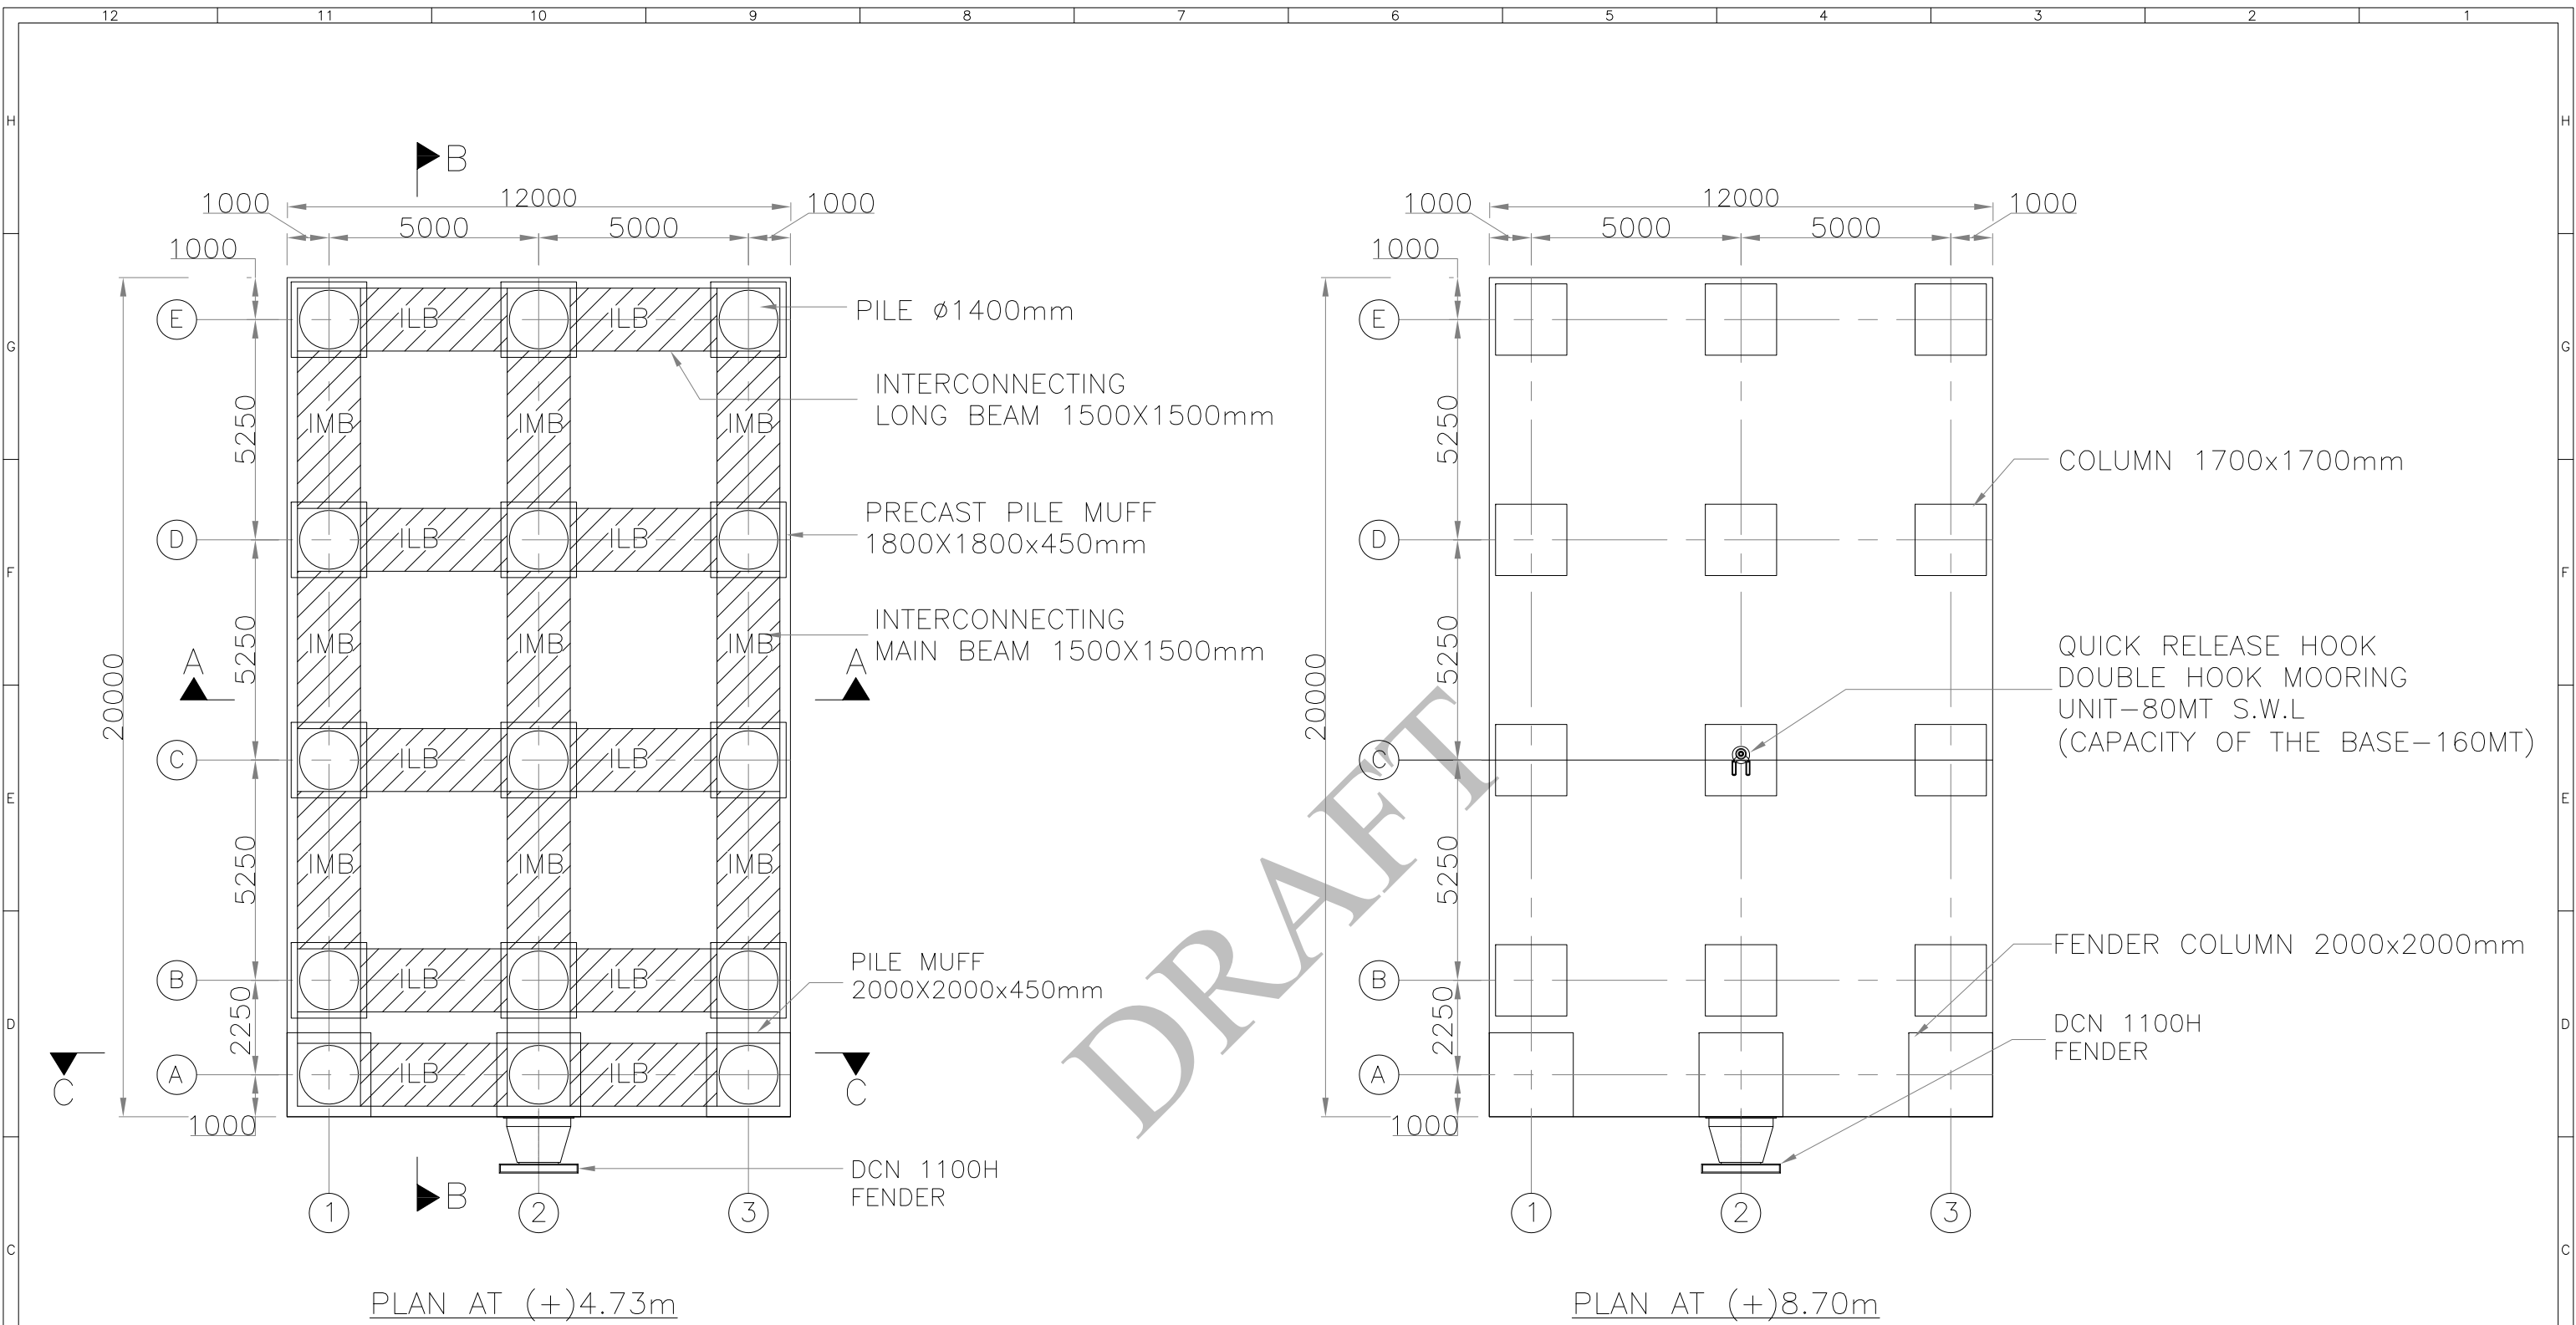 12 11 10 9 8 7 6 5 4 3 2 1
H H
G G
F F
E E
D D
C C
B
12000
1000 1000
5000 5000
1000
E
ILB ILB
PILE ø1400mm
INTERCONNECTING
LONG BEAM 1500X1500mm
5250
IMB IMB IMB
PRECAST PILE MUFF
1800X1800x450mm
D
ILB ILB
INTERCONNECTING
MAIN BEAM 1500X1500mm
5250
IMB IMB IMB
A A
20000
C
ILB ILB
5250
IMB IMB IMB
B
ILB ILB
PILE MUFF
2000X2000x450mm
2250
C C
A
ILB ILB
1000
DCN 1100H
FENDER
B
1 2 3
PLAN AT (+)4.73m
12000
1000 1000
5000 5000
1000
E
5250
COLUMN 1700x1700mm
D
5250
20000
QUICK RELEASE HOOK
DOUBLE HOOK MOORING
UNIT-80MT S.W.L
(CAPACITY OF THE BASE-160MT)
C
5250
FENDER COLUMN 2000x2000mm
B
2250
DCN 1100H
FENDER
A
1000
1 2 3
PLAN AT (+)8.70m
DRAFT